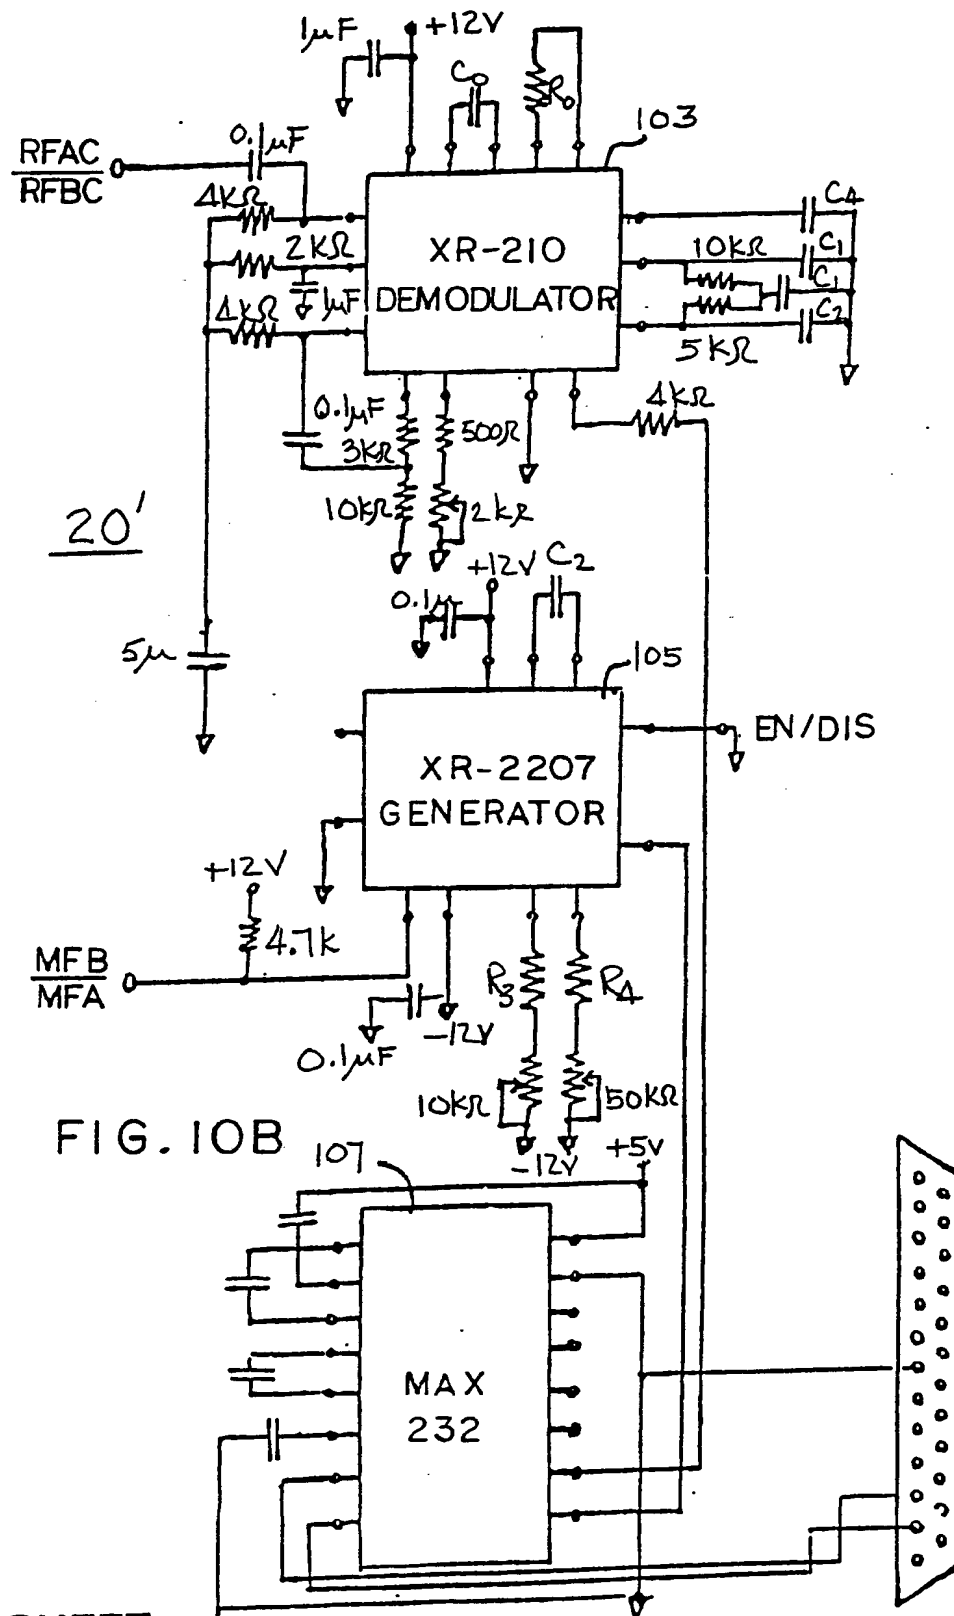 1μF
+12V
C0
R0
103
RFAC
RFBC
0.1μF
4KΩ
2KΩ
1μF
4KΩ
XR-210
DEMODULATOR
C4
10KΩ
C1
C1
C2
5KΩ
4KΩ
0.1μF
3KΩ
500Ω
10KΩ
2KΩ
20'
+12V
C2
0.1μ
5μ
105
EN/DIS
XR-2207
GENERATOR
+12V
4.7K
MFB
MFA
R3
R4
0.1μF
-12V
10KΩ
50KΩ
-12V
FIG. 10B
107
+5V
MAX
232